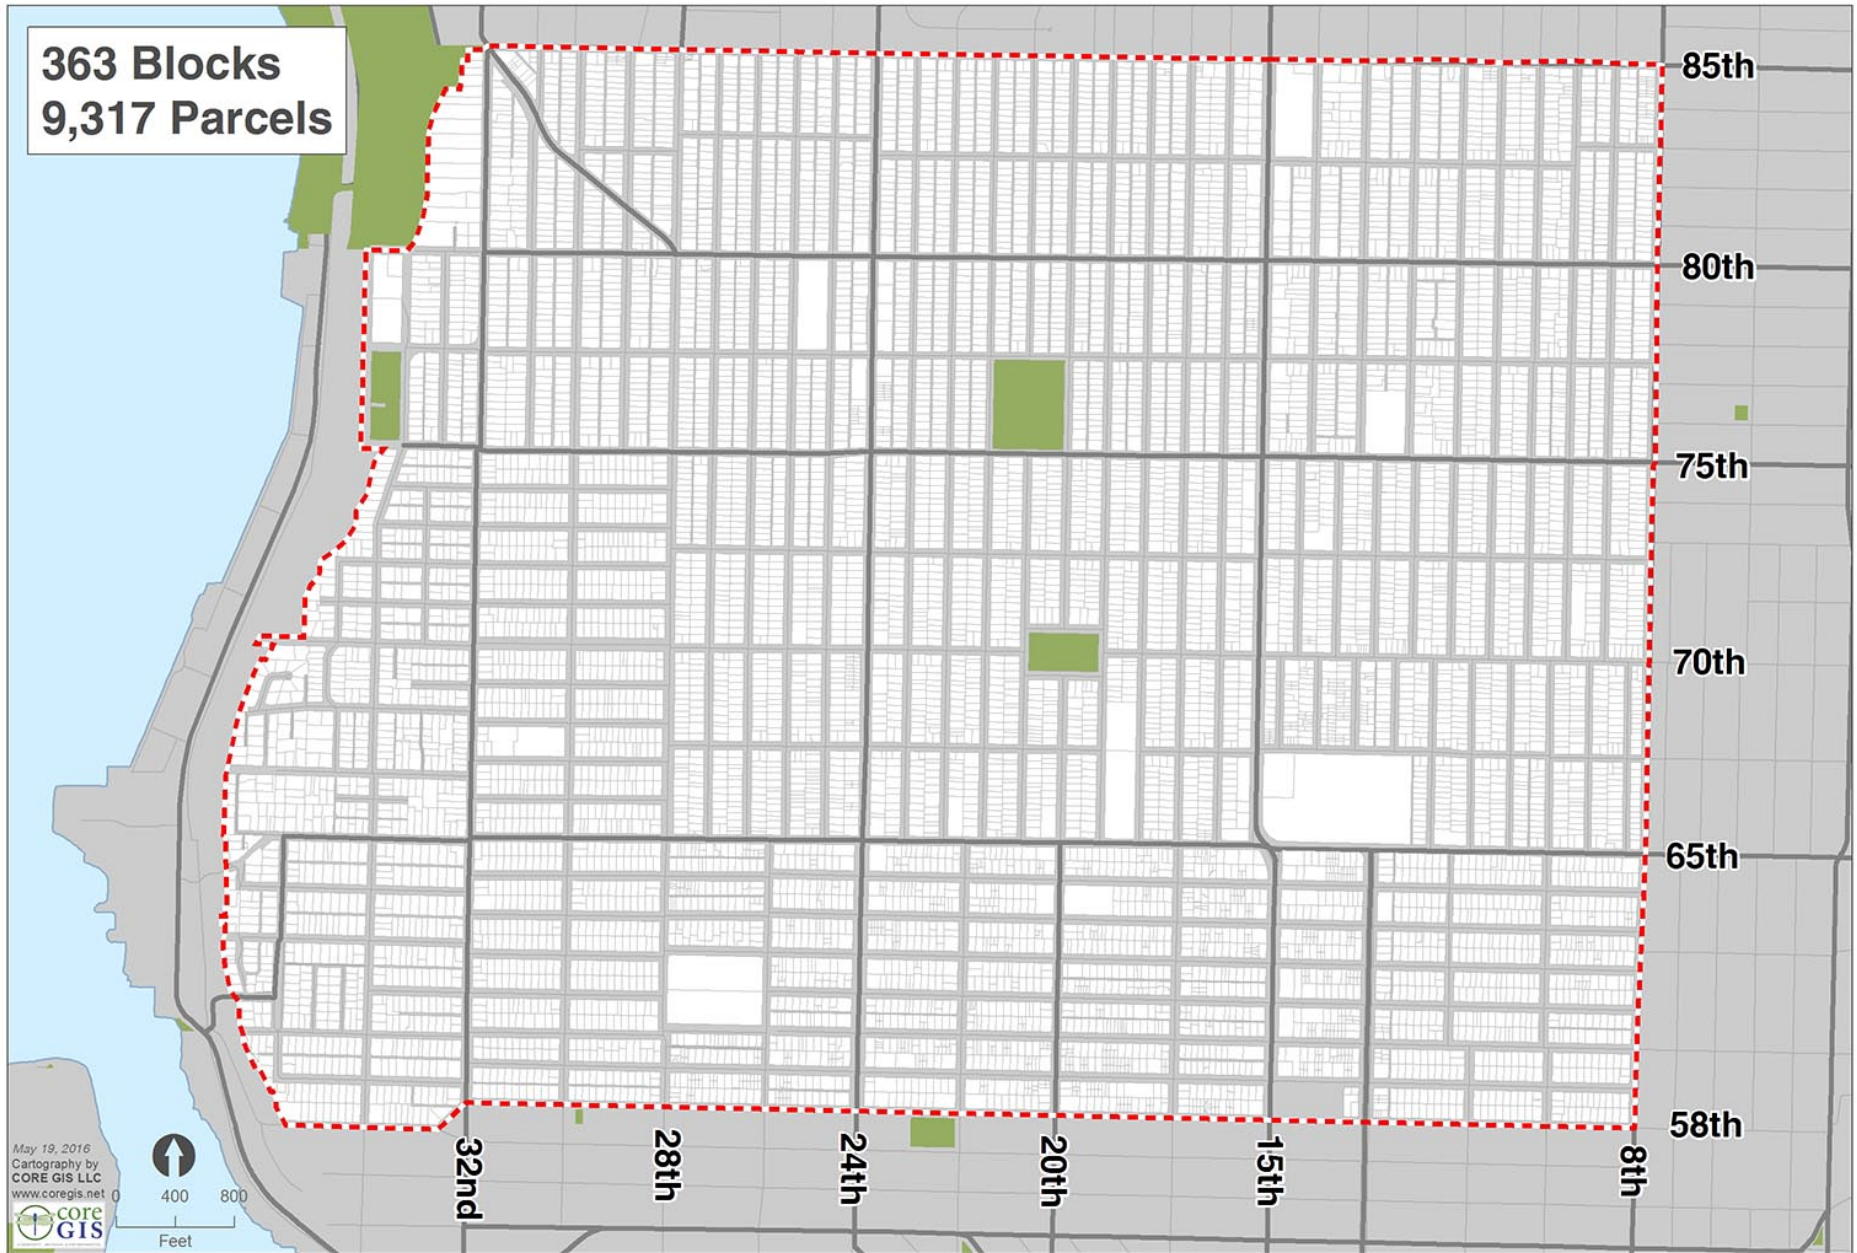 363 Blocks
9,317 Parcels
85th
80th
75th
70th
65th
58th
32nd
28th
24th
20th
15th
8th
May 19, 2016
Cartography by
CORE GIS LLC
www.coregis.net
0 400 800
Feet
core
GIS